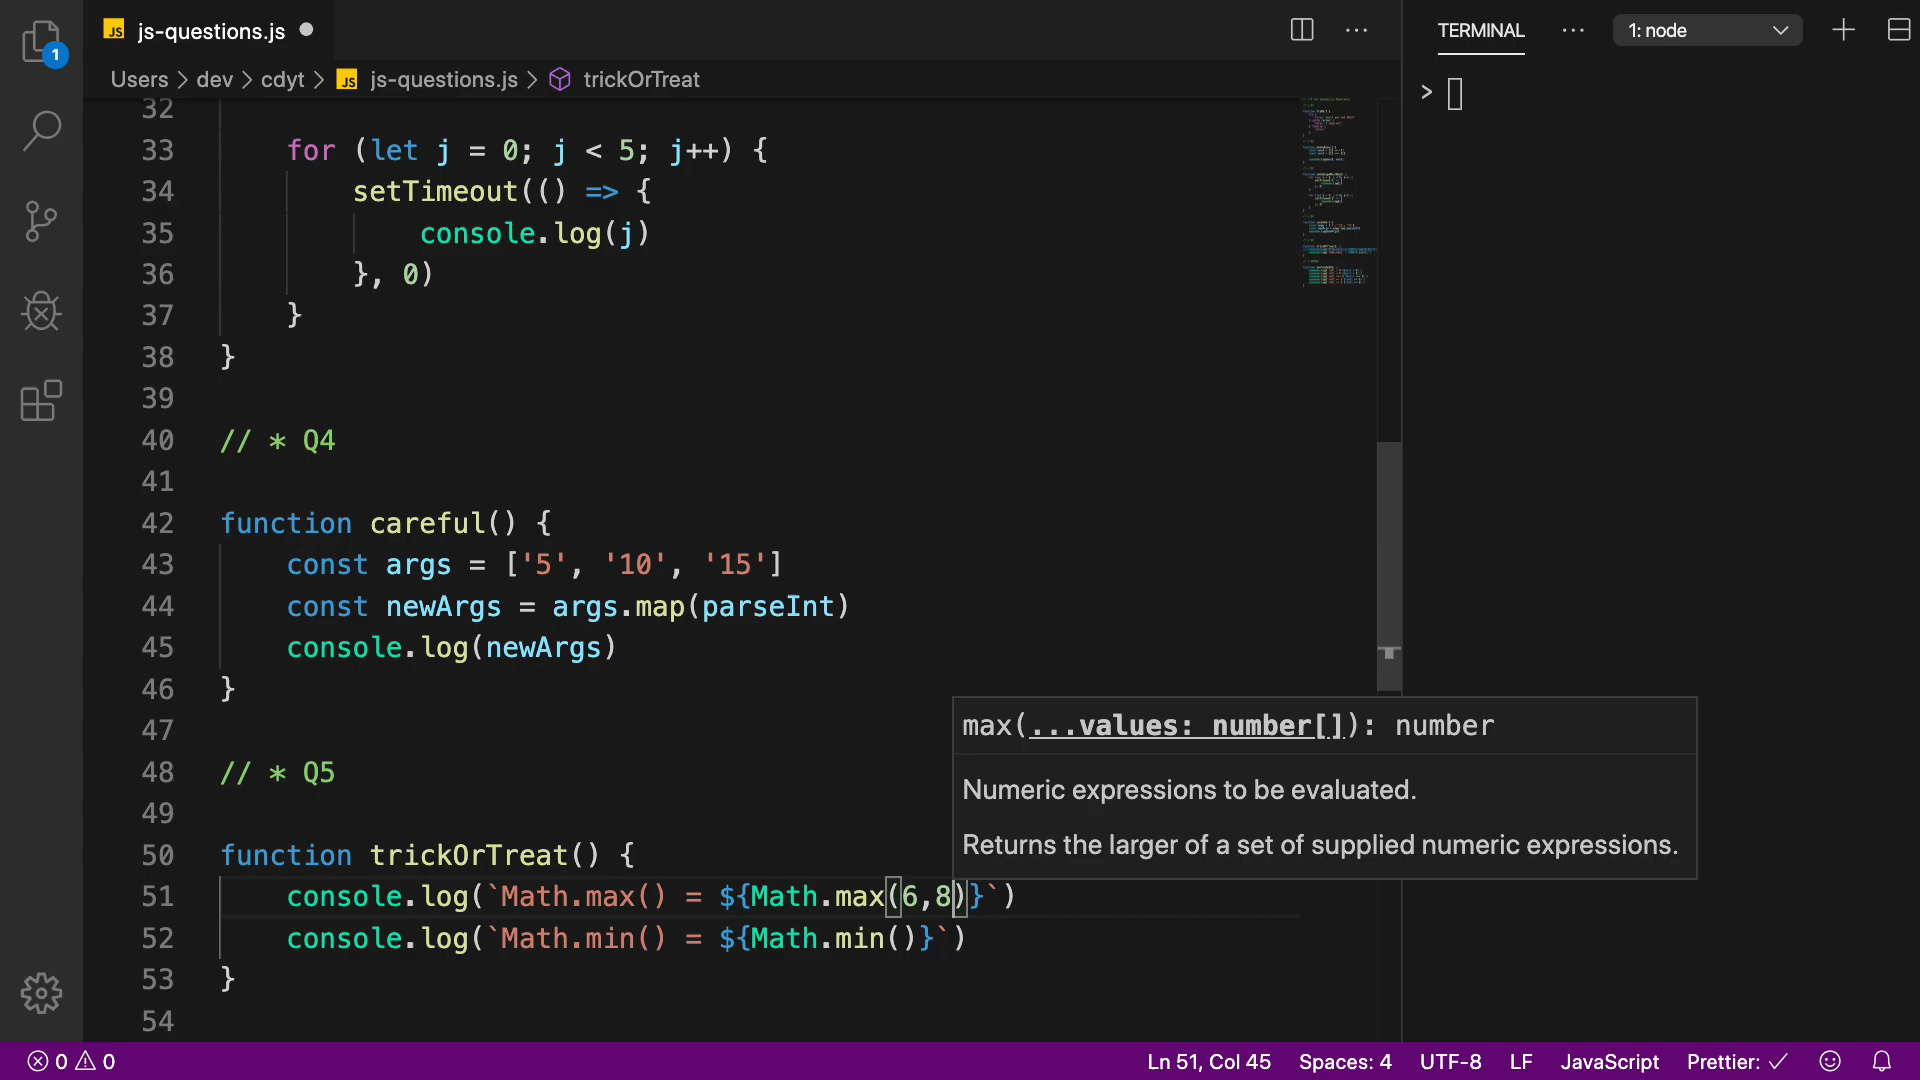 js-questions.js
TERMINAL
1: node
1
Users > dev > cdyt > JS js-questions.js > trickOrTreat
>
32
33 for (let j = 0; j < 5; j++) {
34 setTimeout(() => {
35 console.log(j)
36 }, 0)
37 }
38 }
39
40 // * Q4
41
42 function careful() {
43 const args = ['5', '10', '15']
44 const newArgs = args.map(parseInt)
45 console.log(newArgs)
46 }
47
48 // * Q5
49
50 function trickOrTreat() {
51 console.log(`Math.max() = ${Math.max(6,8)}`)
52 console.log(`Math.min() = ${Math.min()}`)
53 }
54
max(...values: number[]): number
Numeric expressions to be evaluated.
Returns the larger of a set of supplied numeric expressions.
0 0
Ln 51, Col 45 Spaces: 4 UTF-8 LF JavaScript Prettier: ✓